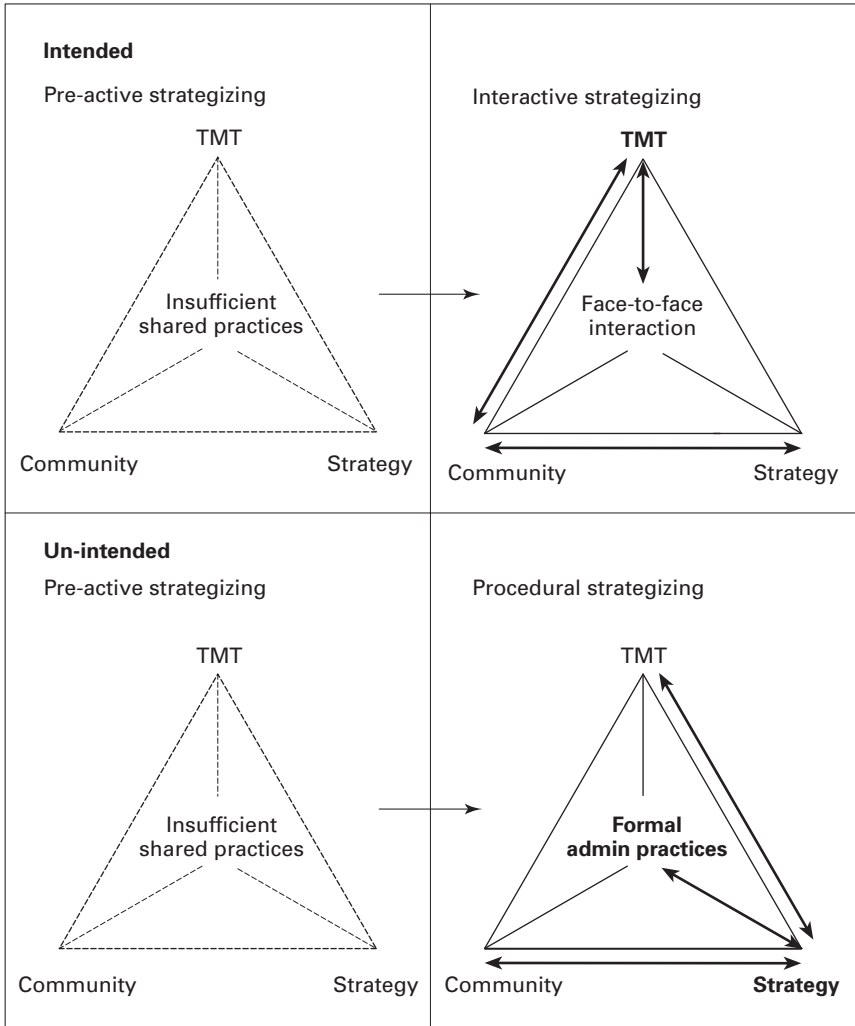 Intended
Pre-active strategizing
TMT
Insufficient
shared practices
Community
Strategy
Interactive strategizing
TMT
Face-to-face
interaction
Community
Strategy
Un-intended
Pre-active strategizing
TMT
Insufficient
shared practices
Community
Strategy
Procedural strategizing
TMT
Formal
admin practices
Community
Strategy